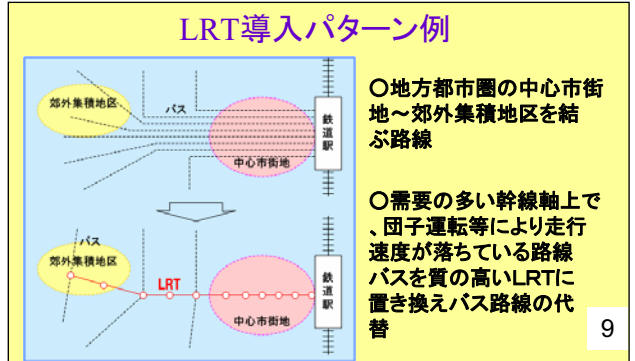 LRT導入パターン例
郊外集積地区
バス
鉄
道
駅
中心市街地
バス
郊外集積地区
LRT
鉄
道
駅
中心市街地
○地方都市圏の中心市街
地~郊外集積地区を結
ぶ路線
○需要の多い幹線軸上で
、団子運転等により走行
速度が落ちている路線
バスを質の高いLRTに
置き換えバス路線の代
替
9